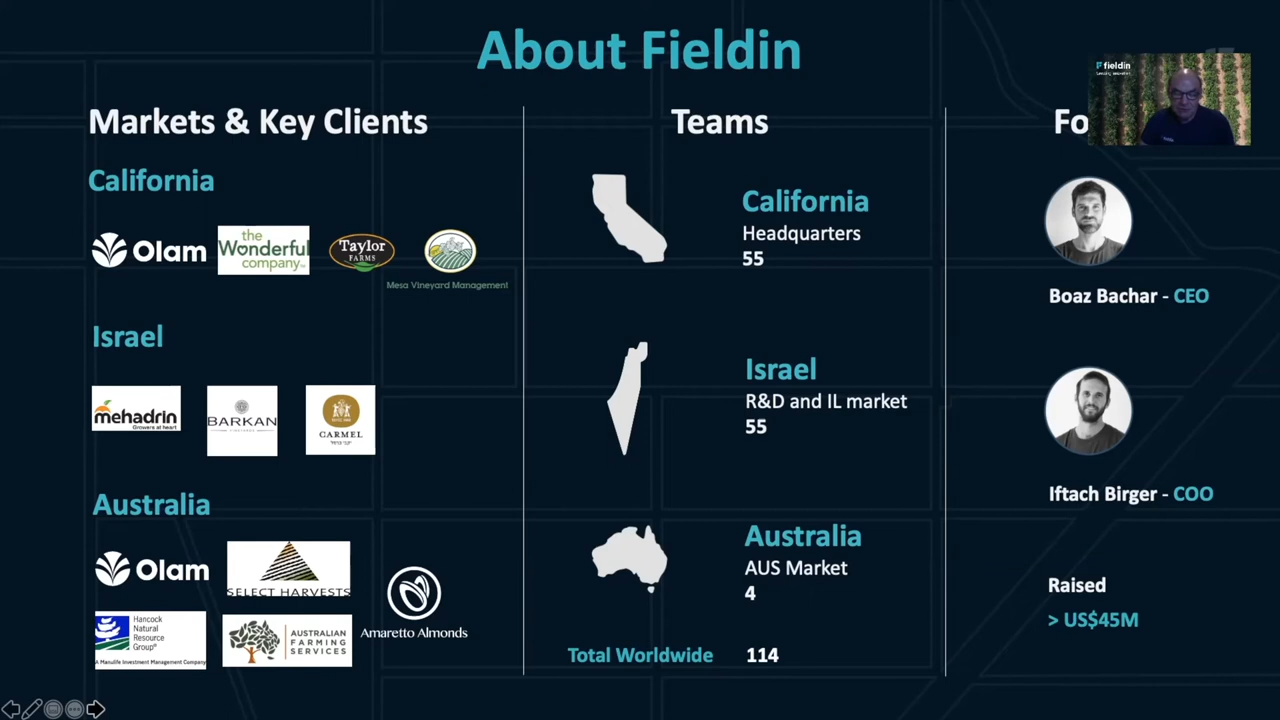 About Fieldin
fieldin
Markets & Key Clients
California
Olam
the
Wonderful
company
Taylor
FARMS
Mesa Vineyard Management
Israel
mehadrin
Growers at heart
BARKAN
CARMEL
Australia
Olam
SELECT HARVESTS
Amaretto Almonds
Hancock
Natural
Resource
Group®
A Manulife Investment Management Company
AUSTRALIAN
FARMING
SERVICES
Teams
California
Headquarters
55
Israel
R&D and IL market
55
Australia
AUS Market
4
Total Worldwide 114
Fo
Boaz Bachar - CEO
Iftach Birger - COO
Raised
> US$45M